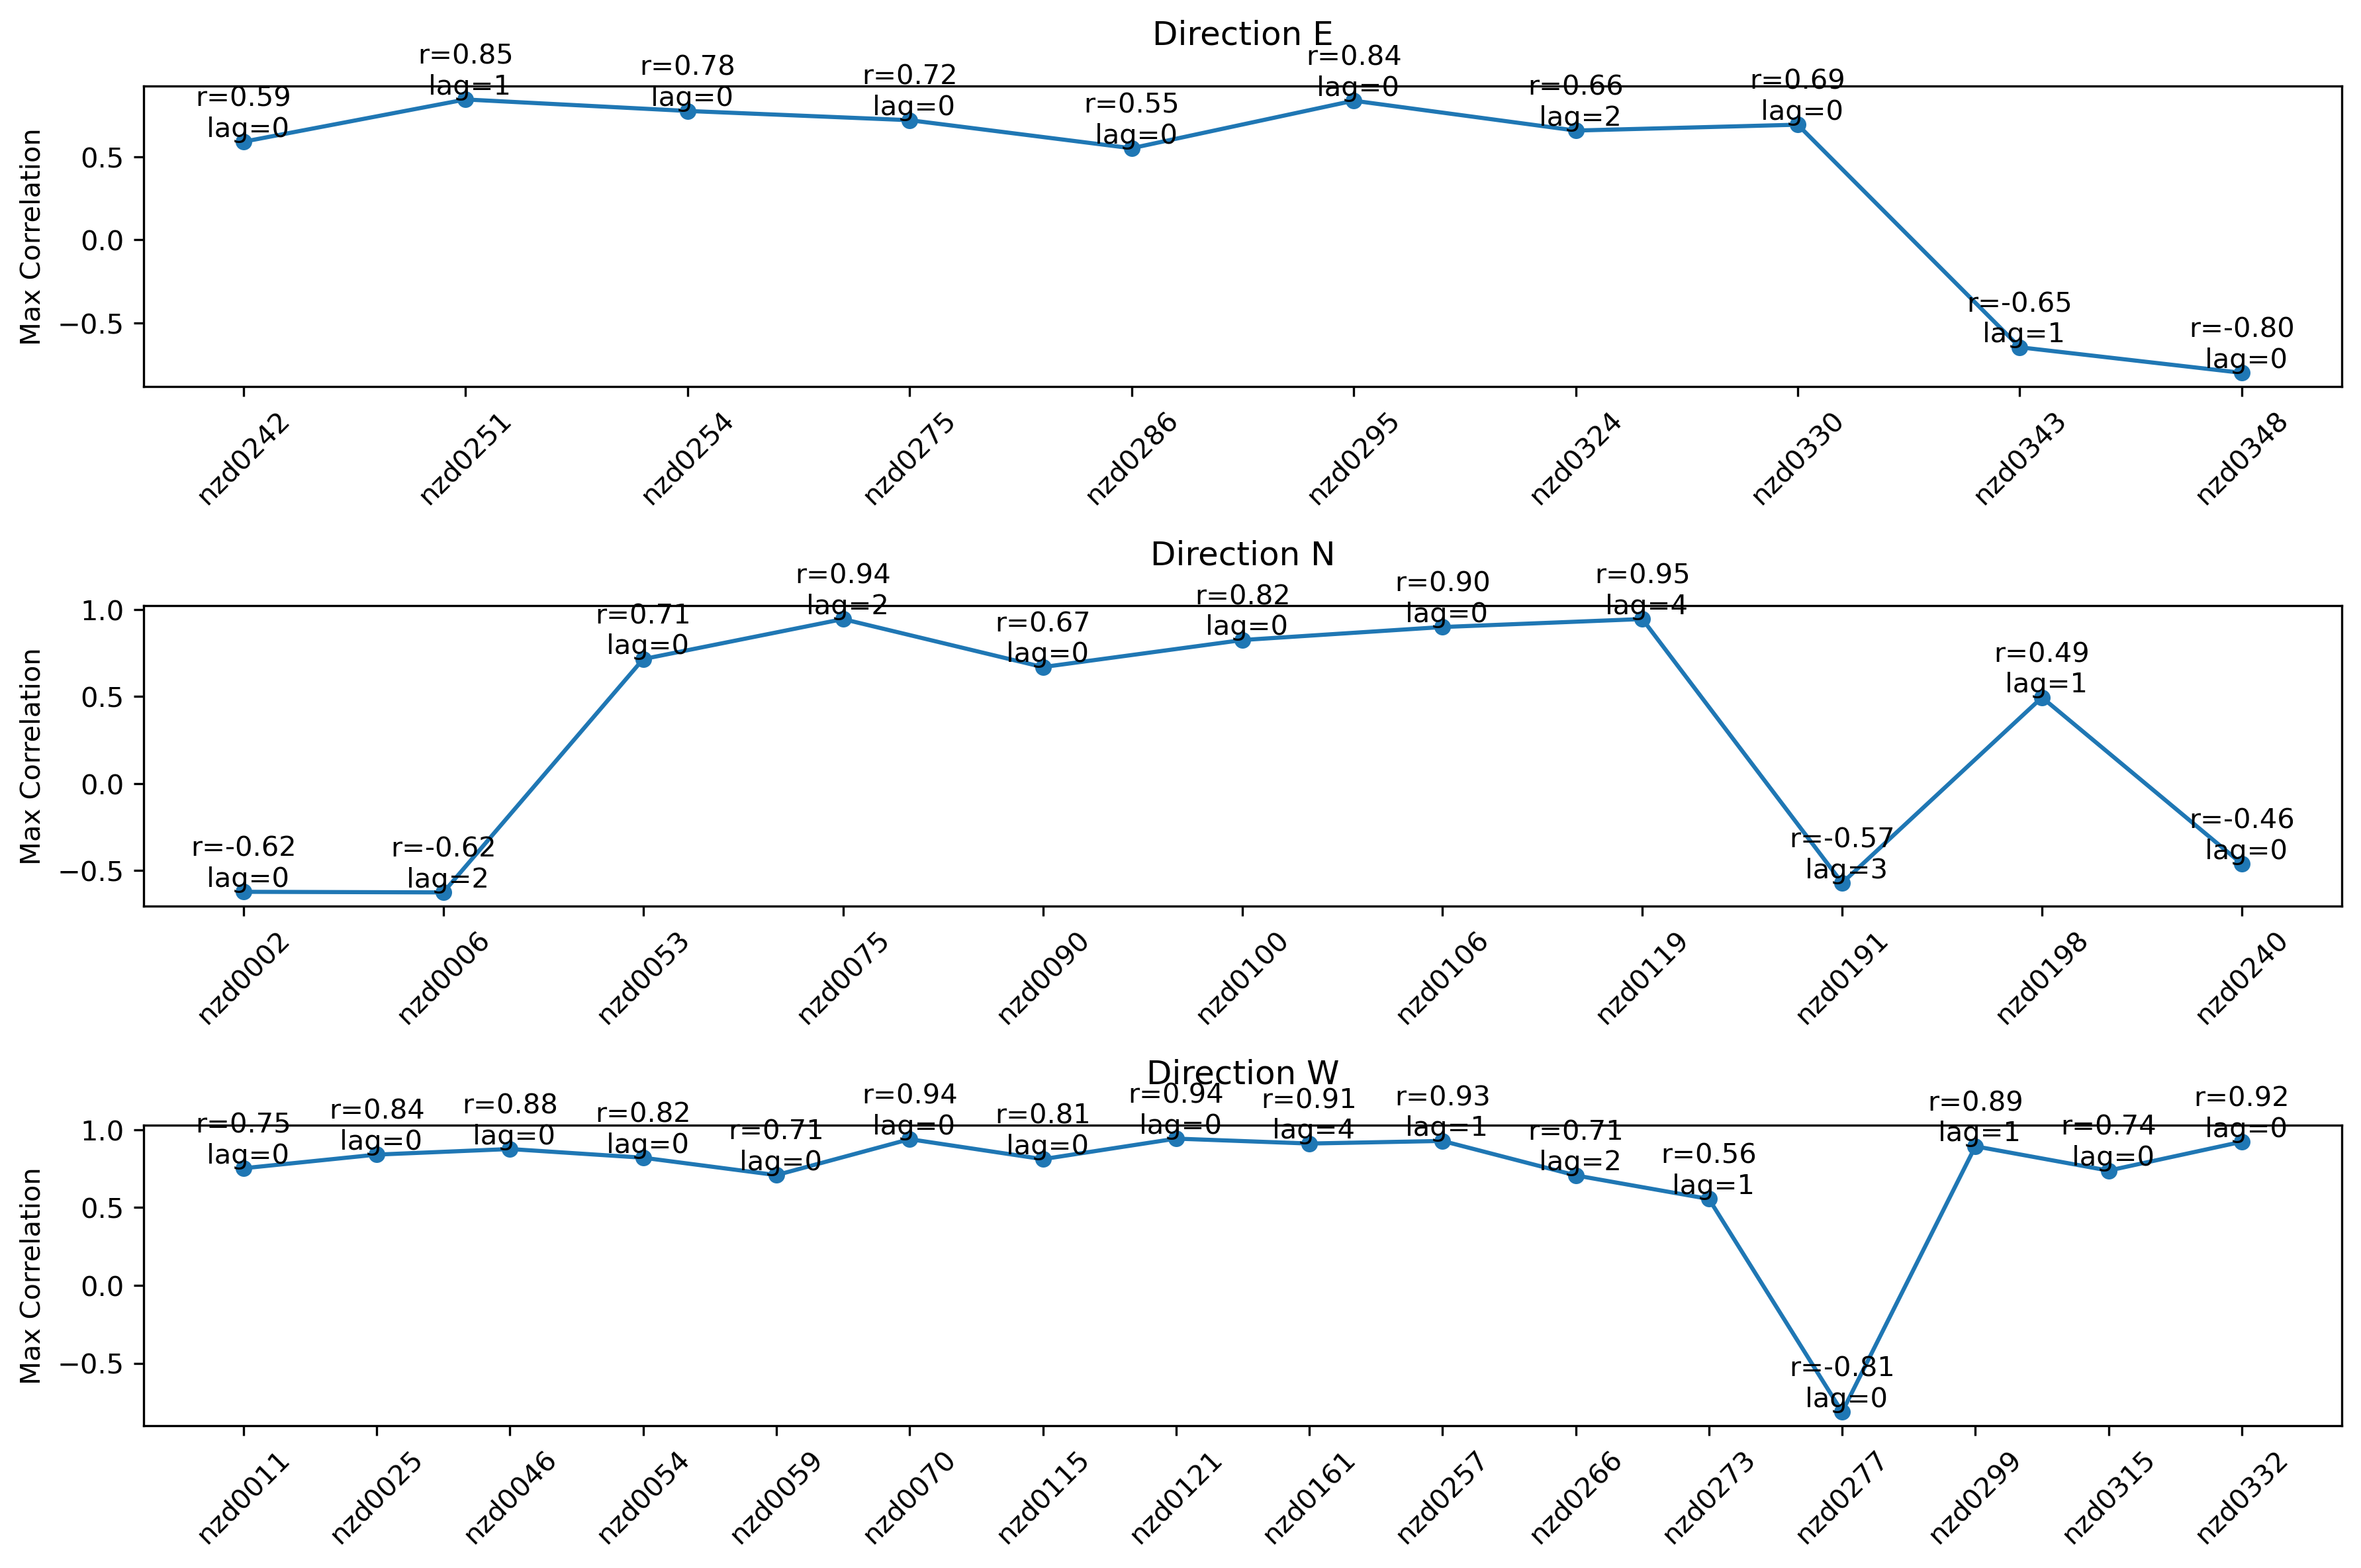 Direction E
r=0.59
lag=0
r=0.85
lag=1
r=0.78
lag=0
r=0.72
lag=0
r=0.55
lag=0
r=0.84
lag=0
r=0.66
lag=2
r=0.69
lag=0
r=-0.65
lag=1
r=-0.80
lag=0
Max Correlation
0.5
0.0
−0.5
nzd0242
nzd0251
nzd0254
nzd0275
nzd0286
nzd0295
nzd0324
nzd0330
nzd0343
nzd0348
Direction N
r=-0.62
lag=0
r=-0.62
lag=2
r=0.71
lag=0
r=0.94
lag=2
r=0.67
lag=0
r=0.82
lag=0
r=0.90
lag=0
r=0.95
lag=4
r=-0.57
lag=3
r=0.49
lag=1
r=-0.46
lag=0
Max Correlation
1.0
0.5
0.0
−0.5
nzd0002
nzd0006
nzd0053
nzd0075
nzd0090
nzd0100
nzd0106
nzd0119
nzd0191
nzd0198
nzd0240
Direction W
r=0.75
lag=0
r=0.84
lag=0
r=0.88
lag=0
r=0.82
lag=0
r=0.71
lag=0
r=0.94
lag=0
r=0.81
lag=0
r=0.94
lag=0
r=0.91
lag=4
r=0.93
lag=1
r=0.71
lag=2
r=0.56
lag=1
r=-0.81
lag=0
r=0.89
lag=1
r=0.74
lag=0
r=0.92
lag=0
Max Correlation
1.0
0.5
0.0
−0.5
nzd0011
nzd0025
nzd0046
nzd0054
nzd0059
nzd0070
nzd0115
nzd0121
nzd0161
nzd0257
nzd0266
nzd0273
nzd0277
nzd0299
nzd0315
nzd0332